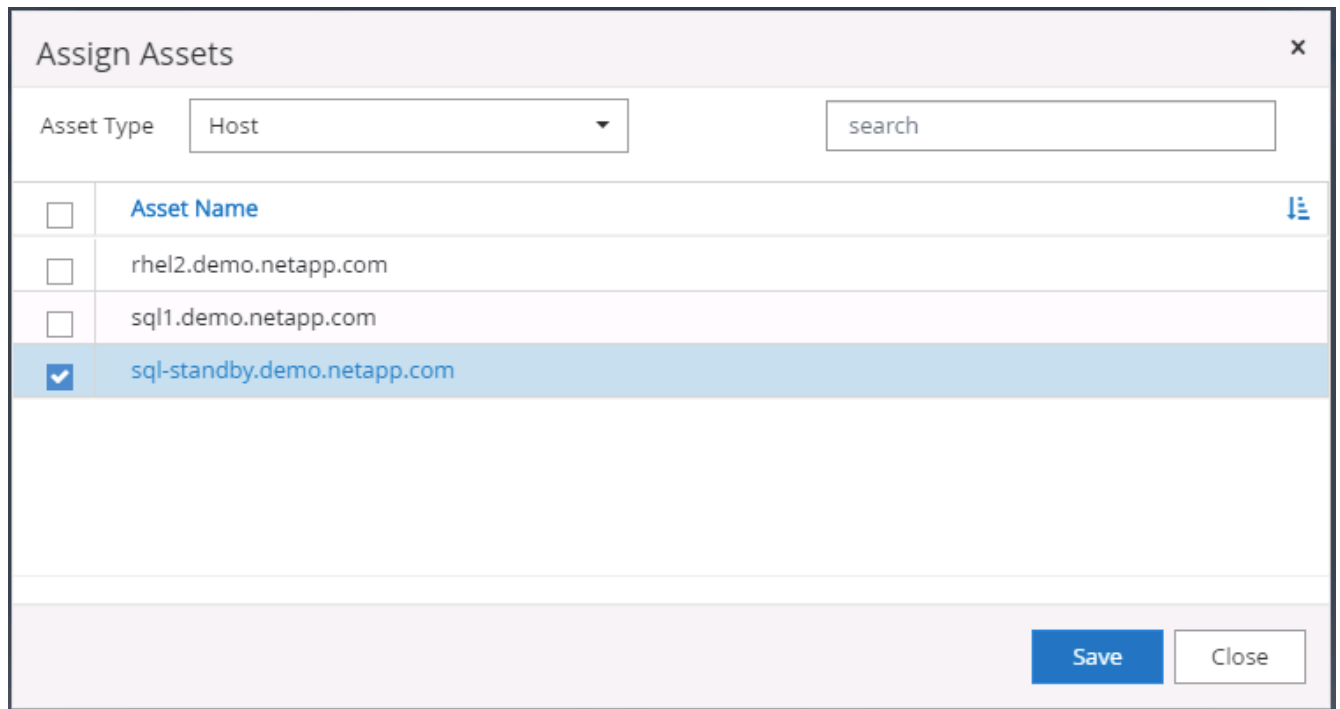 Assign Assets ×
Asset Type Host search
Asset Name
rhel2.demo.netapp.com
sql1.demo.netapp.com
sql-standby.demo.netapp.com
Save Close